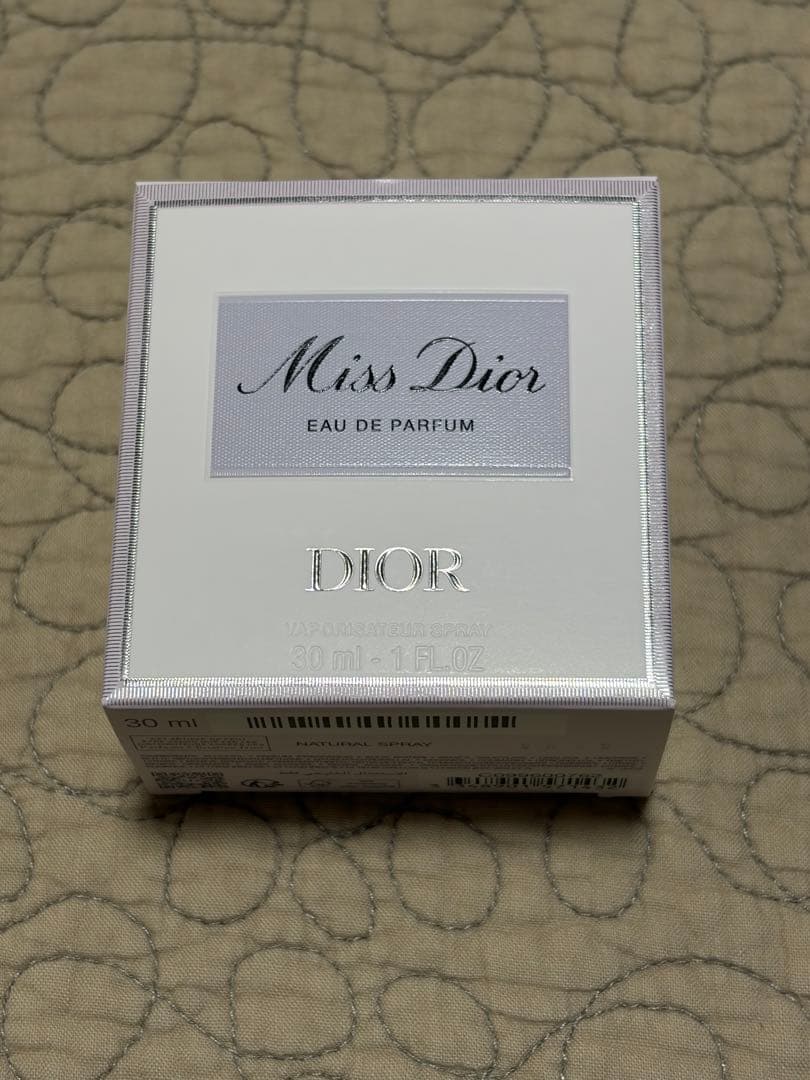 Miss Dior
EAU DE PARFUM
DIOR
VAPORISATEUR SPRAY
30 ml - 1 FL.OZ
30 ml
NATURAL SPRAY